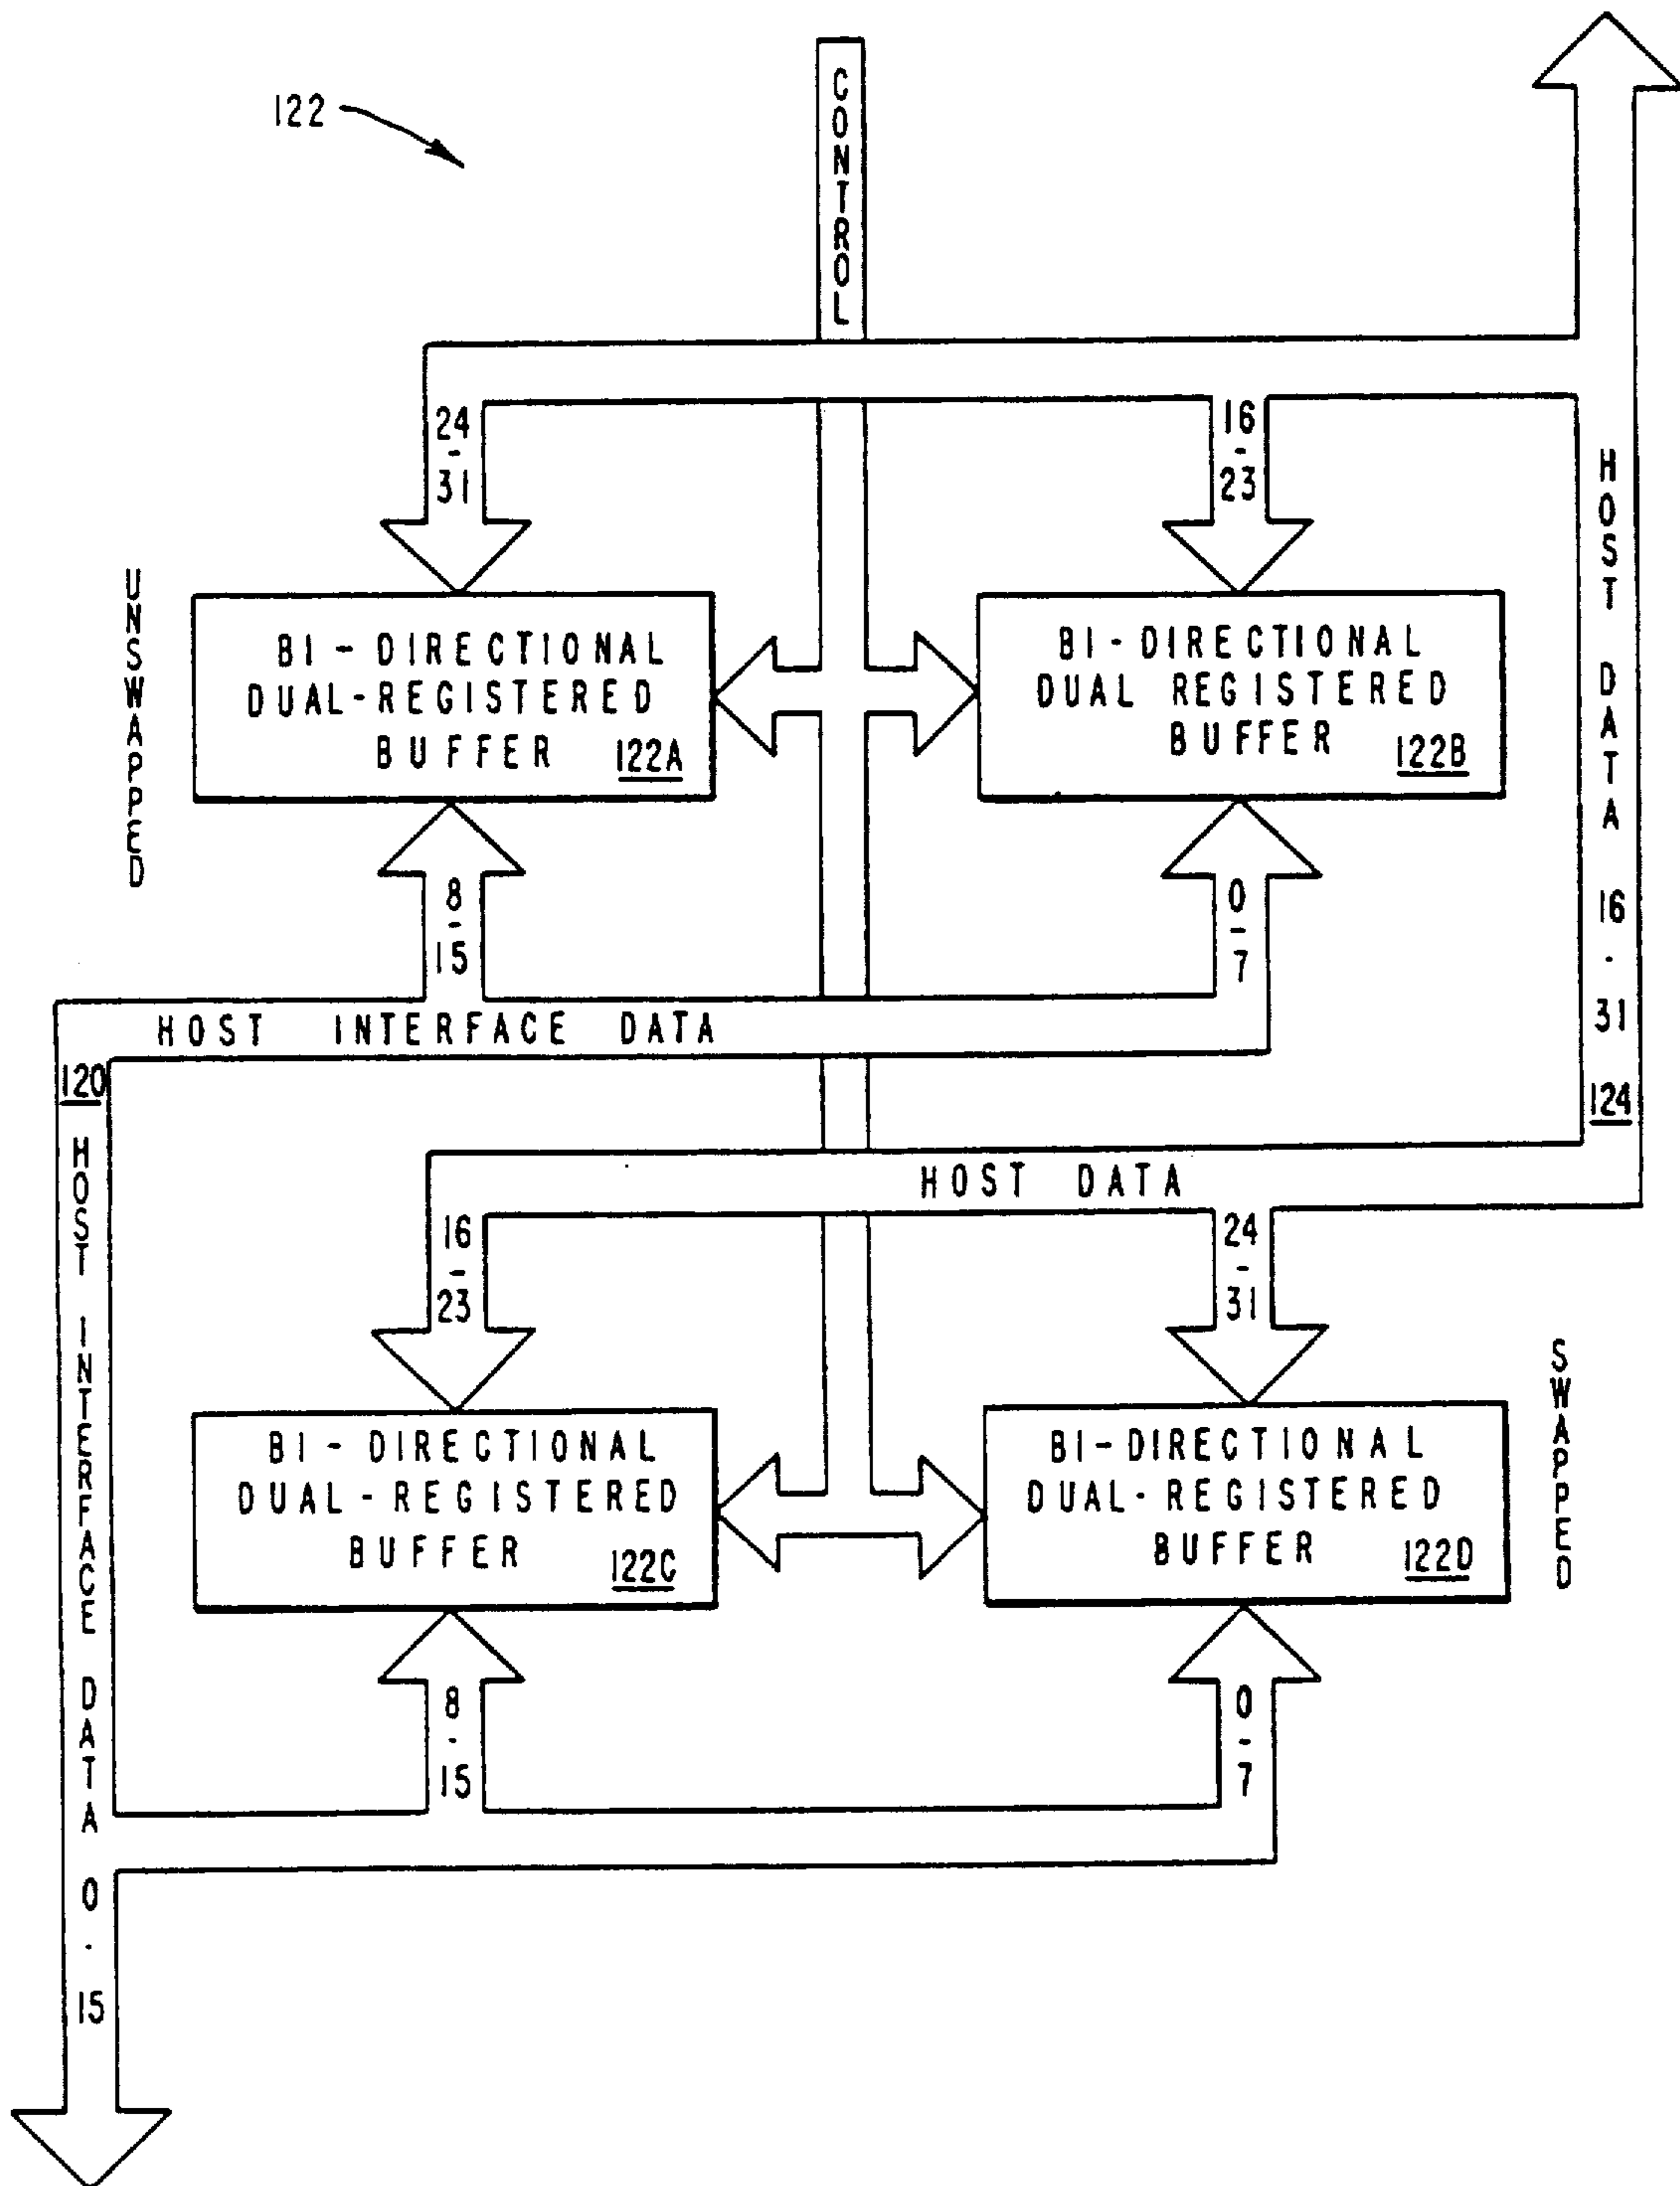 122
CONTROL
24
-
31
16
-
23
UNSWAPPED
BI-DIRECTIONAL
DUAL-REGISTERED
BUFFER 122A
BI-DIRECTIONAL
DUAL REGISTERED
BUFFER 122B
HOST DATA 16-31
124
8
-
15
0
-
7
HOST INTERFACE DATA
120
HOST INTERFACE DATA 0-15
HOST DATA
16
-
23
24
-
31
BI-DIRECTIONAL
DUAL-REGISTERED
BUFFER 122C
BI-DIRECTIONAL
DUAL-REGISTERED
BUFFER 122D
SWAPPED
8
-
15
0
-
7